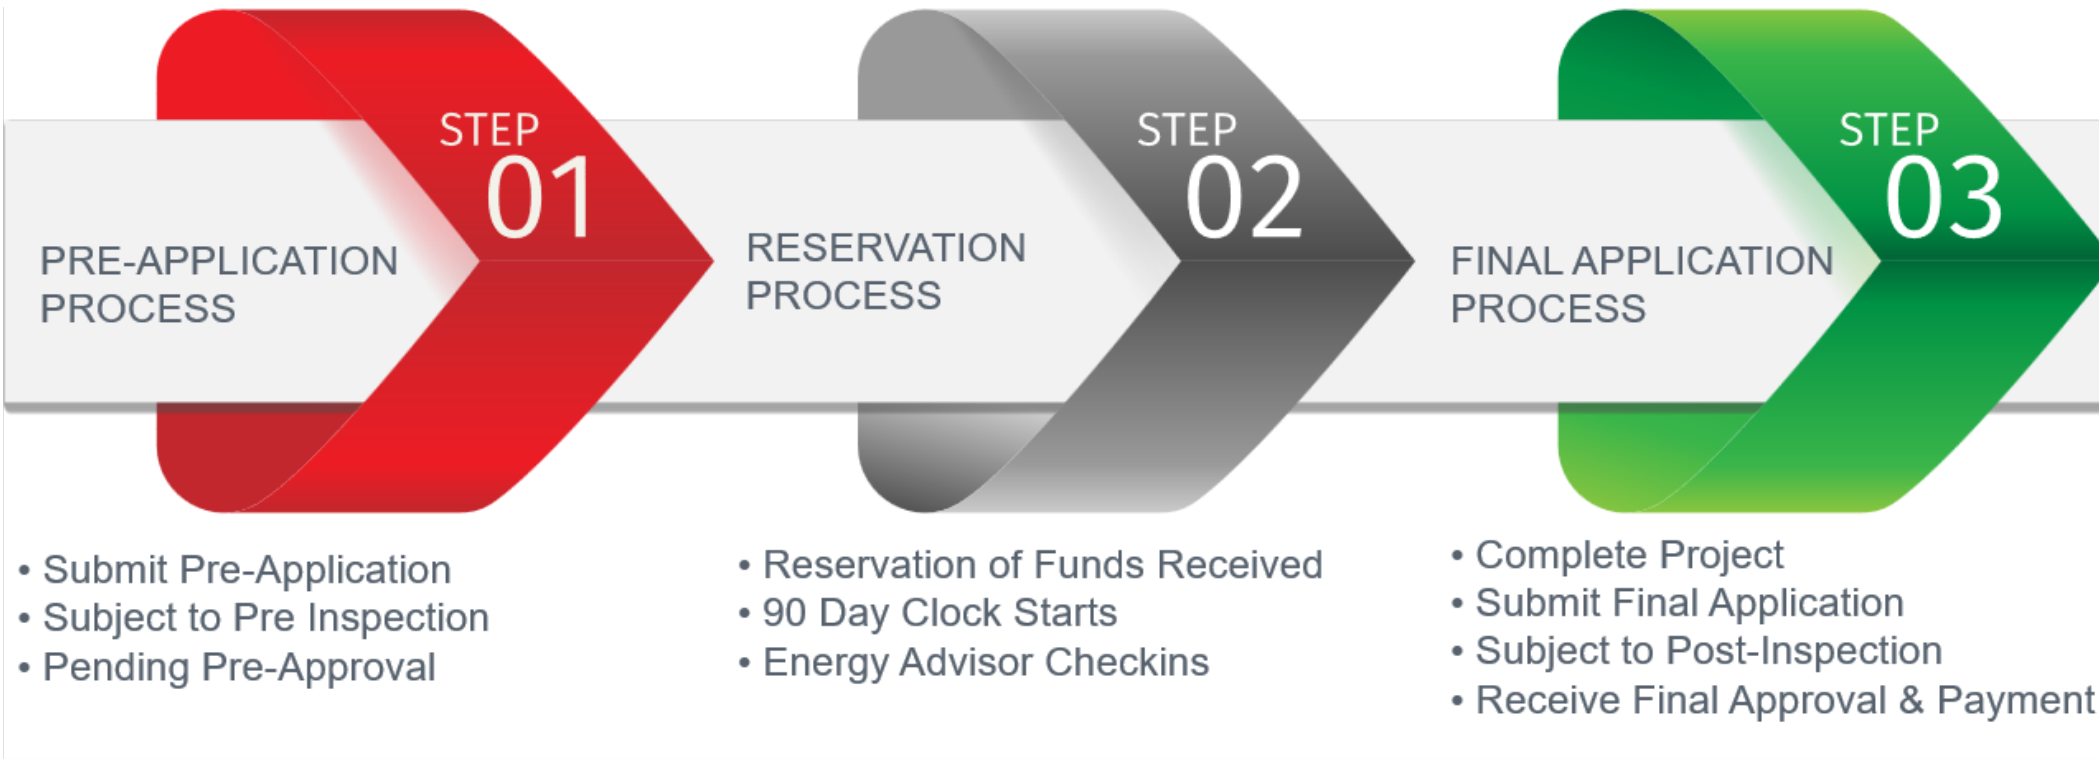 STEP
01
PRE-APPLICATION
PROCESS
• Submit Pre-Application
• Subject to Pre Inspection
• Pending Pre-Approval
STEP
02
RESERVATION
PROCESS
• Reservation of Funds Received
• 90 Day Clock Starts
• Energy Advisor Checkins
STEP
03
FINAL APPLICATION
PROCESS
• Complete Project
• Submit Final Application
• Subject to Post-Inspection
• Receive Final Approval & Payment